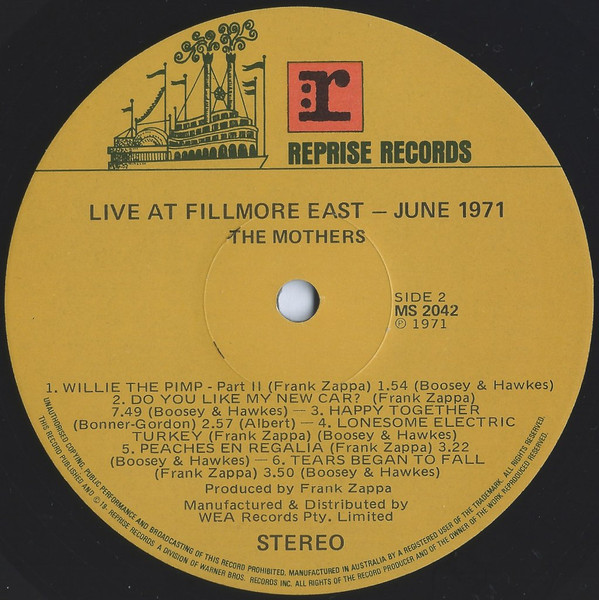 r
REPRISE RECORDS
LIVE AT FILLMORE EAST — JUNE 1971
THE MOTHERS
SIDE 2
MS 2042
℗ 1971
1. WILLIE THE PIMP - Part II (Frank Zappa) 1.54 (Boosey & Hawkes)
2. DO YOU LIKE MY NEW CAR? (Frank Zappa)
7.49 (Boosey & Hawkes) — 3. HAPPY TOGETHER
(Bonner-Gordon) 2.57 (Albert) — 4. LONESOME ELECTRIC
TURKEY (Frank Zappa) (Boosey & Hawkes)
5. PEACHES EN REGALIA (Frank Zappa) 3.22
(Boosey & Hawkes) — 6. TEARS BEGAN TO FALL
(Frank Zappa) 3.50 (Boosey & Hawkes)
Produced by Frank Zappa
Manufactured & Distributed by
WEA Records Pty. Limited
STEREO
UNAUTHORISED COPYING, PUBLIC PERFORMANCE AND BROADCASTING OF THIS RECORD PROHIBITED. MANUFACTURED IN AUSTRALIA BY A REGISTERED USER OF THE TRADEMARK. ALL RIGHTS RESERVED.
THIS RECORD PUBLISHED AND © 19- REPRISE RECORDS, A DIVISION OF WARNER BROS. RECORDS INC. ALL RIGHTS OF THE RECORD PRODUCER AND OF THE OWNER OF THE WORK REPRODUCED RESERVED.